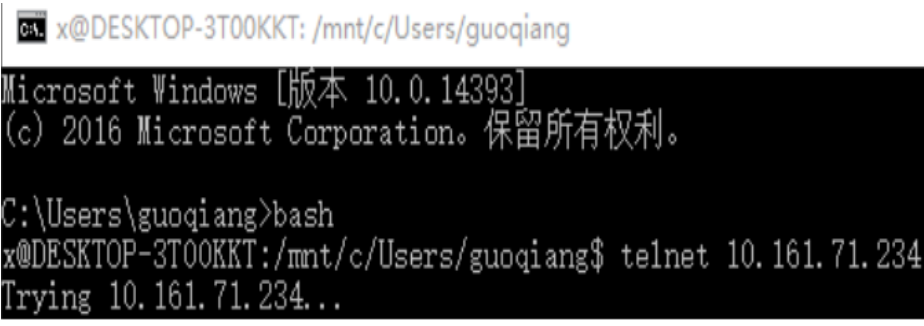 x@DESKTOP-3T00KKT: /mnt/c/Users/guoqiang
Microsoft Windows [版本 10.0.14393]
(c) 2016 Microsoft Corporation。保留所有权利。
C:\Users\guoqiang>bash
x@DESKTOP-3T00KKT:/mnt/c/Users/guoqiang$ telnet 10.161.71.234
Trying 10.161.71.234...